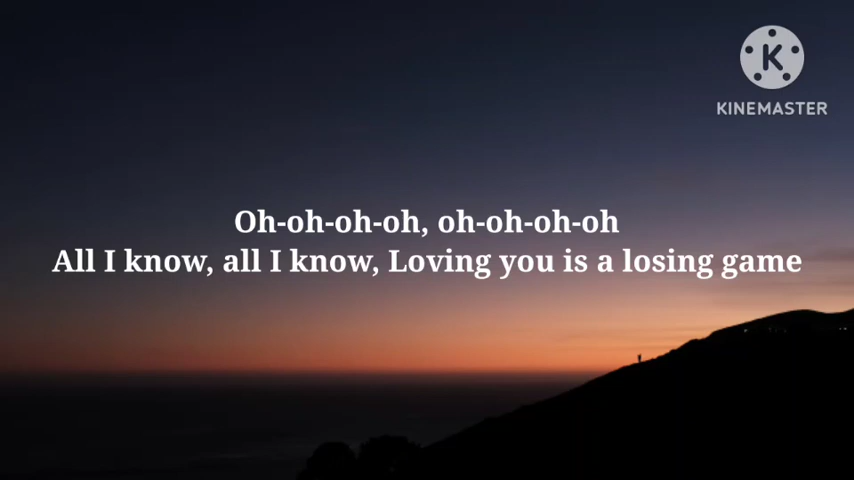 K
KINEMASTER
Oh-oh-oh-oh, oh-oh-oh-oh
All I know, all I know, Loving you is a losing game